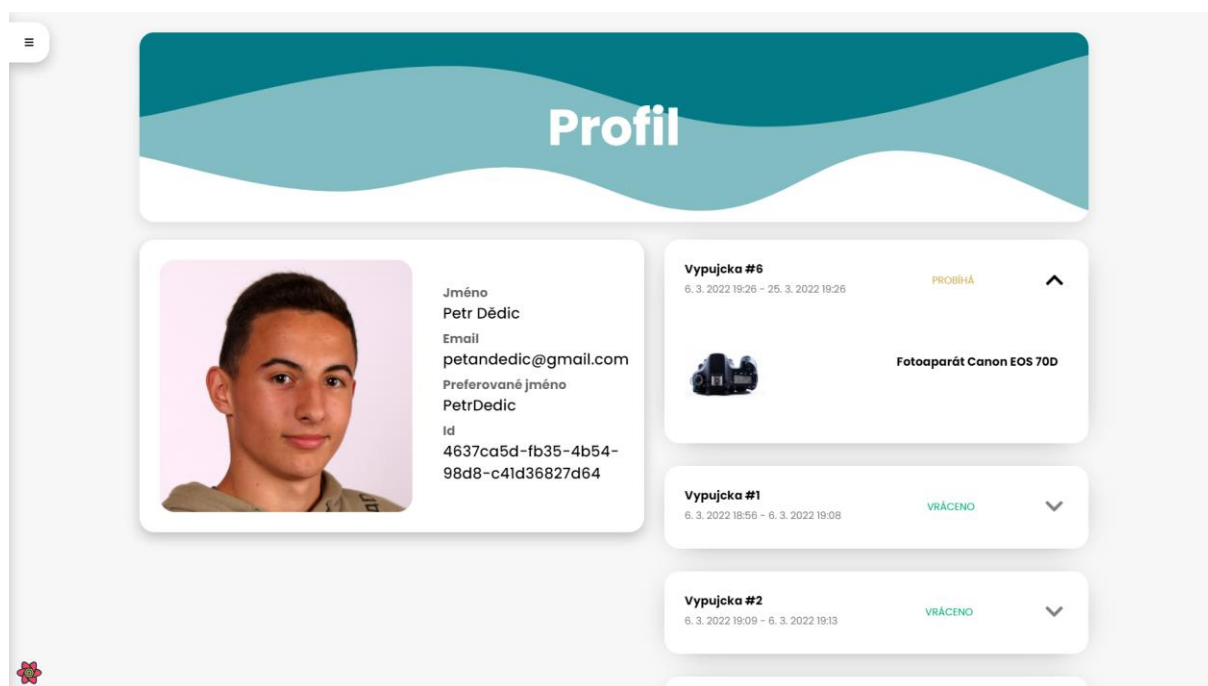 Profil
Jméno
Petr Dědic
Email
petandedic@gmail.com
Preferované jméno
PetrDedic
Id
4637ca5d-fb35-4b54-
98d8-c41d36827d64
Vypujcka #6
6. 3. 2022 19:26 - 25. 3. 2022 19:26
PROBÍHÁ
Fotoaparát Canon EOS 70D
Vypujcka #1
6. 3. 2022 18:56 - 6. 3. 2022 19:08
VRÁCENO
Vypujcka #2
6. 3. 2022 19:09 - 6. 3. 2022 19:13
VRÁCENO